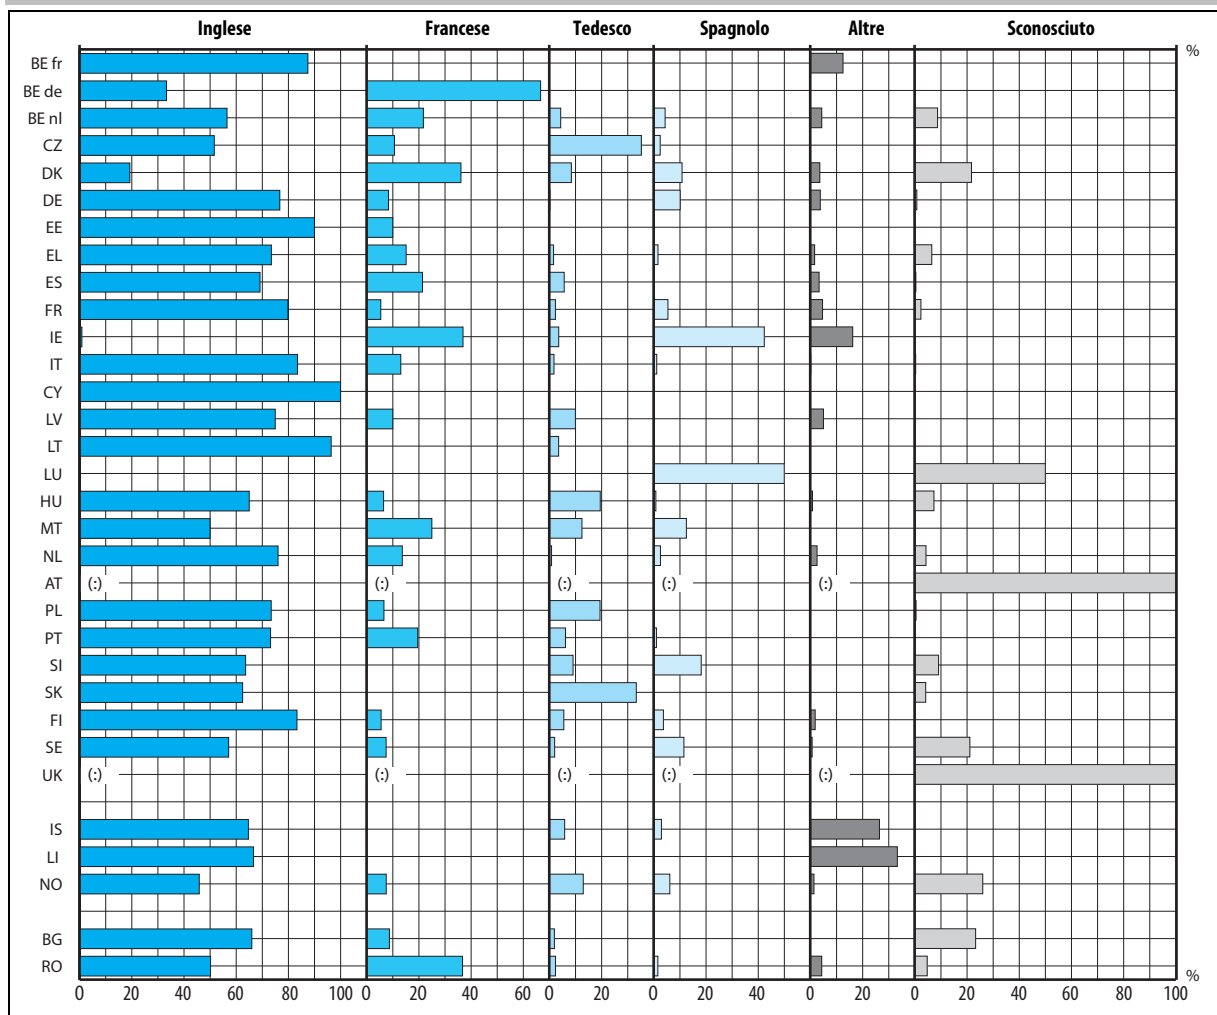 Inglese Francese Tedesco Spagnolo Altre Sconosciuto
%
BE fr
BE de
BE nl
CZ
DK
DE
EE
EL
ES
FR
IE
IT
CY
LV
LT
LU
HU
MT
NL
AT (:) (:) (:) (:) (:)
PL
PT
SI
SK
FI
SE
UK (:) (:) (:) (:) (:)
IS
LI
NO
BG
RO
%
0 20 40 60 80 100 0 20 40 60 0 20 0 20 40 0 20 0 20 40 60 80 100